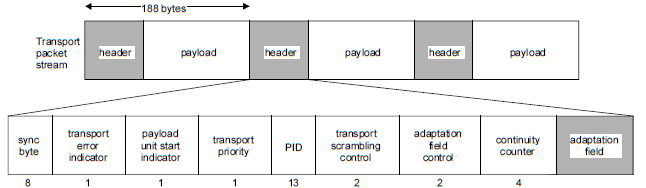 188 bytes
Transport
packet
stream
header
payload
header
payload
header
payload
sync
byte
transport
error
indicator
payload
unit start
indicator
transport
priority
PID
transport
scrambling
control
adaptation
field
control
continuity
counter
adaptation
field
8
1
1
1
13
2
2
4